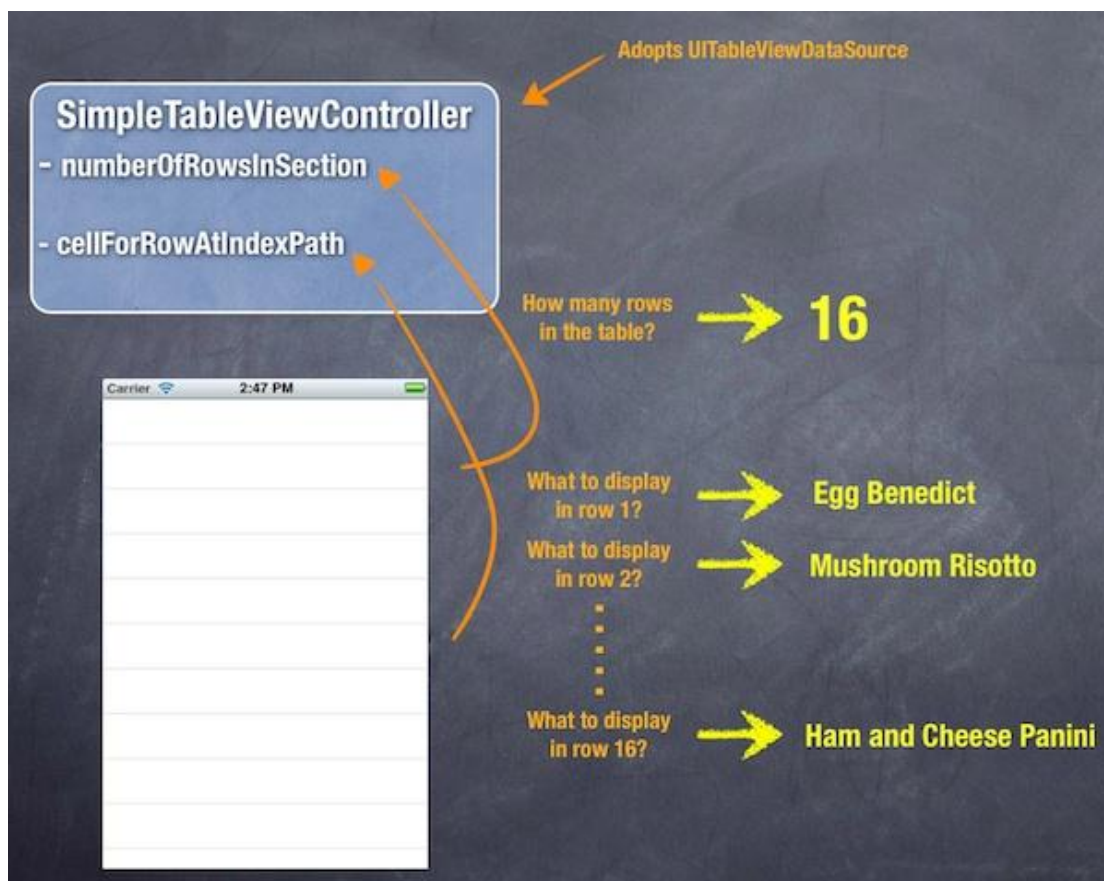 Adopts UITableViewDataSource
SimpleTableViewController
- numberOfRowsInSection
- cellForRowAtIndexPath
How many rows
in the table?
16
Carrier
2:47 PM
What to display
in row 1?
Egg Benedict
What to display
in row 2?
Mushroom Risotto
What to display
in row 16?
Ham and Cheese Panini